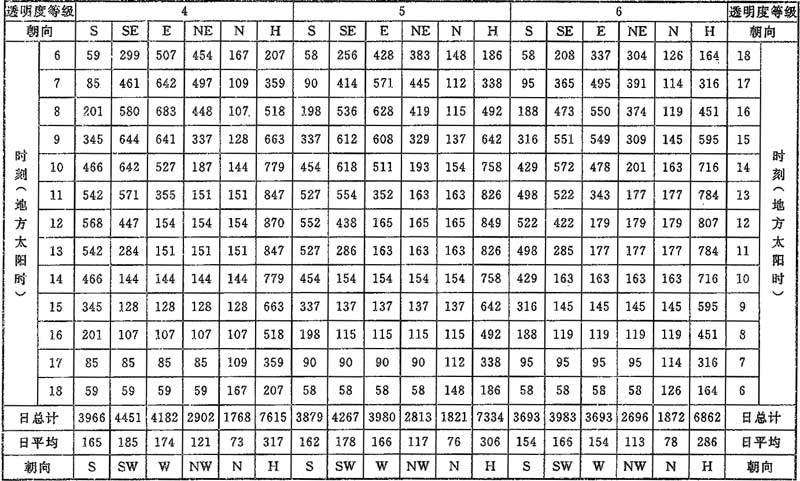 透明度等级 4 5 6 透明度等级
朝向 S SE E NE N H S SE E NE N H S SE E NE N H 朝向
时刻(地方太阳时)
6 59 299 507 454 167 207 58 256 428 383 148 186 58 208 337 304 126 164 18
7 85 461 642 497 109 359 90 414 571 445 112 338 95 365 495 391 114 316 17
8 201 580 683 448 107 518 198 536 628 419 115 492 188 473 550 374 119 451 16
9 345 644 641 337 128 663 337 612 608 329 137 642 316 551 549 309 145 595 15
10 466 642 527 187 144 779 454 618 511 193 154 758 429 572 478 201 163 716 14
11 542 571 355 151 151 847 527 554 352 163 163 826 498 522 343 177 177 784 13
12 568 447 154 154 154 870 552 438 165 165 165 849 522 422 179 179 179 807 12
13 542 284 151 151 151 847 527 286 163 163 163 826 498 285 177 177 177 784 11
14 466 144 144 144 144 779 454 154 154 154 154 758 429 163 163 163 163 716 10
15 345 128 128 128 128 663 337 137 137 137 137 642 316 145 145 145 145 595 9
16 201 107 107 107 107 518 198 115 115 115 115 492 188 119 119 119 119 451 8
17 85 85 85 85 109 359 90 90 90 90 112 338 95 95 95 95 114 316 7
18 59 59 59 59 167 207 58 58 58 58 148 186 58 58 58 58 126 164 6
时刻(地方太阳时)
日总计 3966 4451 4182 2902 1768 7615 3879 4267 3980 2813 1821 7334 3693 3983 3693 2696 1872 6862 日总计
日平均 165 185 174 121 73 317 162 178 166 117 76 306 154 166 154 113 78 286 日平均
朝向 S SW W NW N H S SW W NW N H S SW W NW N H 朝向